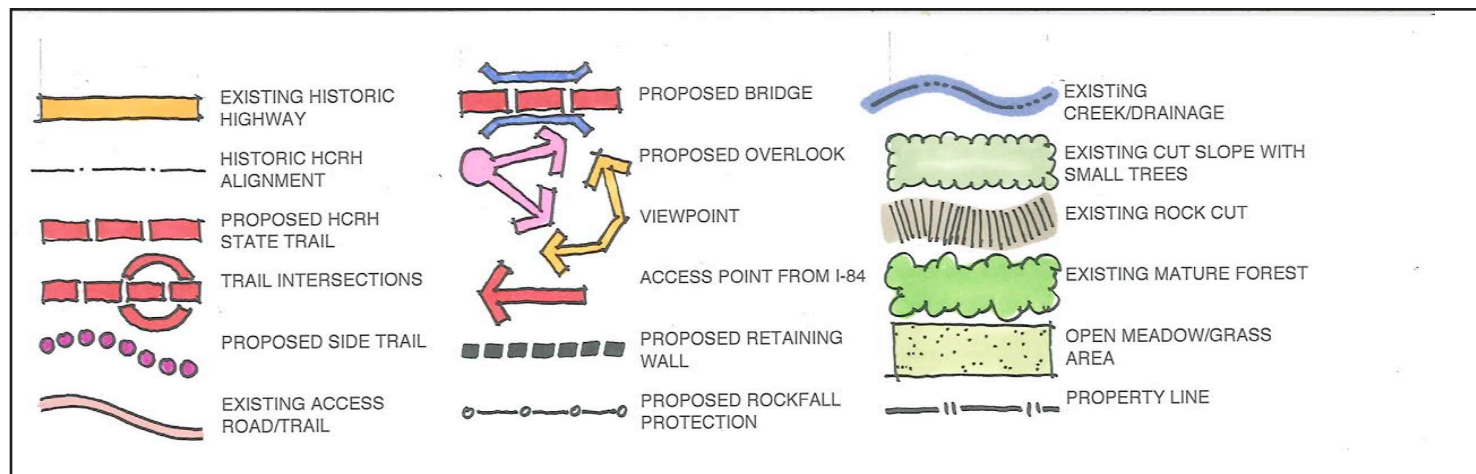 EXISTING HISTORIC
HIGHWAY
HISTORIC HCRH
ALIGNMENT
PROPOSED HCRH
STATE TRAIL
TRAIL INTERSECTIONS
PROPOSED SIDE TRAIL
EXISTING ACCESS
ROAD/TRAIL
PROPOSED BRIDGE
PROPOSED OVERLOOK
VIEWPOINT
ACCESS POINT FROM I-84
PROPOSED RETAINING
WALL
PROPOSED ROCKFALL
PROTECTION
EXISTiNG
CREEK/DRAINAGE
EXISTING CUT SLOPE WITH
SMALL TREES
EXISTING ROCK CUT
EXISTING MATURE FOREST
OPEN MEADOW/GRASS
AREA
PROPERTY LINE